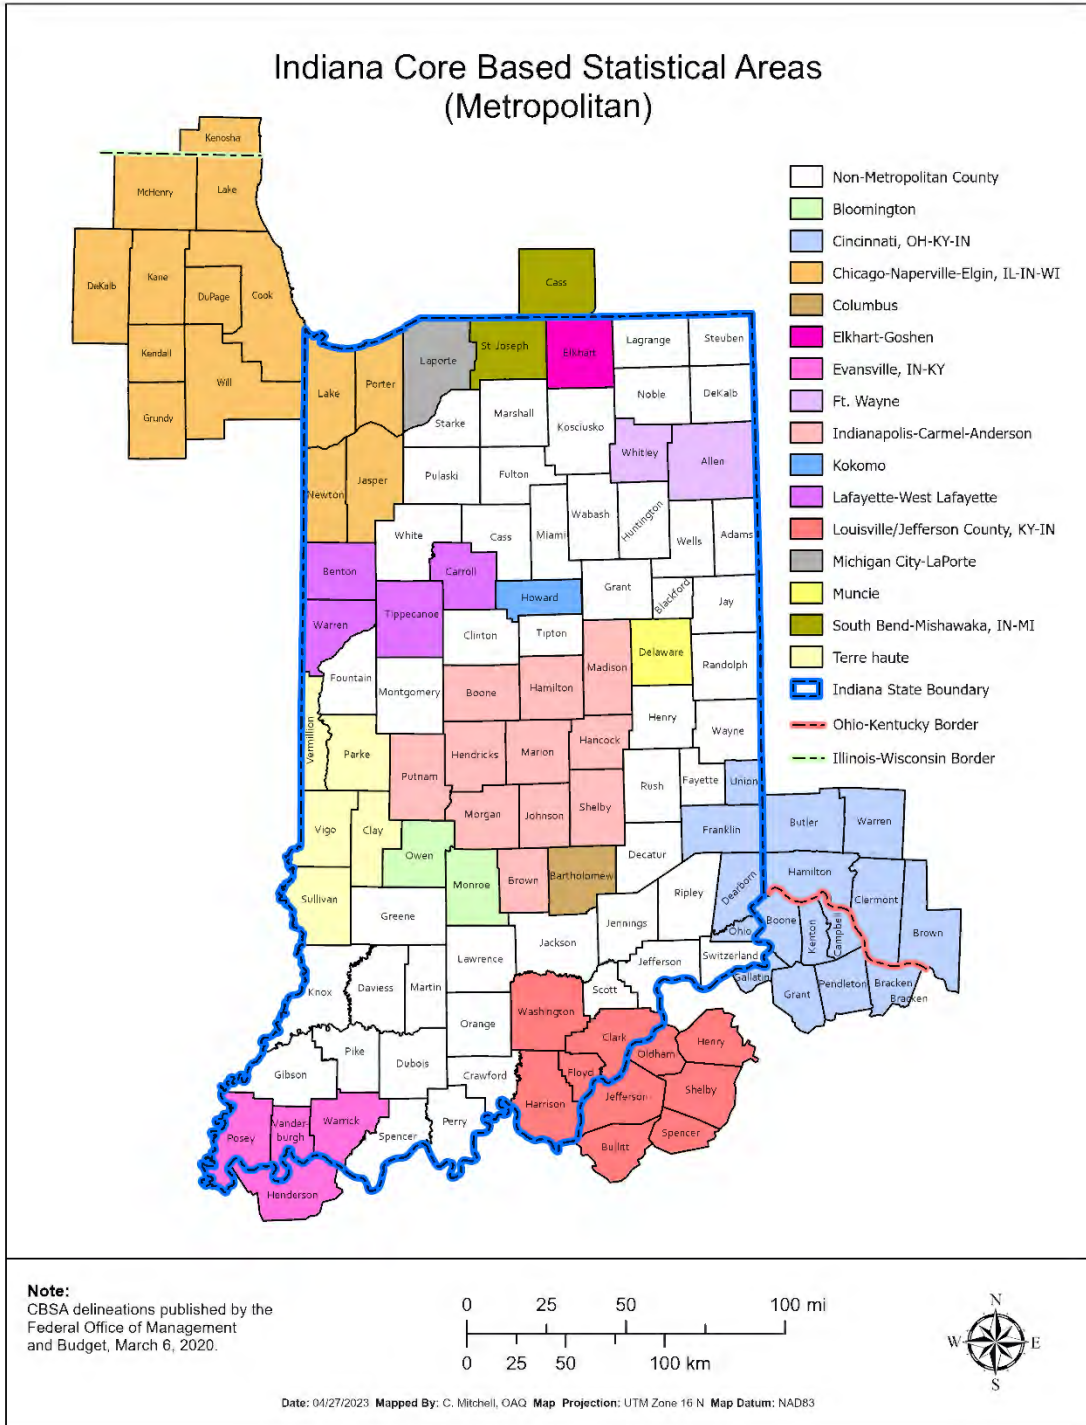 Indiana Core Based Statistical Areas
(Metropolitan)
Kenosha
McHenry
Lake
DeKalb
Kane
DuPage
Cook
Kendall
Will
Grundy
Cass
Laporte
St Joseph
Elkhart
Lagrange
Steuben
Lake
Porter
Starke
Marshall
Kosciusko
Noble
DeKalb
Newton
Jasper
Pulaski
Fulton
Whitley
Allen
White
Cass
Miami
Wabash
Huntington
Wells
Adams
Benton
Carroll
Howard
Grant
Blackford
Jay
Warren
Tippecanoe
Clinton
Tipton
Madison
Delaware
Randolph
Fountain
Montgomery
Boone
Hamilton
Henry
Wayne
Vermillion
Parke
Putnam
Hendricks
Marion
Hancock
Rush
Fayette
Union
Vigo
Clay
Owen
Morgan
Johnson
Shelby
Franklin
Butler
Warren
Sullivan
Greene
Monroe
Brown
Bartholomew
Decatur
Ripley
Dearborn
Hamilton
Clermont
Brown
Jennings
Jackson
Lawrence
Ohio
Boone
Kenton
Campbell
Switzerland
Jefferson
Gallatin
Grant
Pendleton
Bracken
Bracken
Knox
Daviess
Martin
Orange
Washington
Scott
Clark
Oldham
Henry
Gibson
Pike
Dubois
Crawford
Floyd
Harrison
Jefferson
Shelby
Spencer
Bullitt
Posey
Vander-
burgh
Warrick
Spencer
Perry
Henderson
Non-Metropolitan County
Bloomington
Cincinnati, OH-KY-IN
Chicago-Naperville-Elgin, IL-IN-WI
Columbus
Elkhart-Goshen
Evansville, IN-KY
Ft. Wayne
Indianapolis-Carmel-Anderson
Kokomo
Lafayette-West Lafayette
Louisville/Jefferson County, KY-IN
Michigan City-LaPorte
Muncie
South Bend-Mishawaka, IN-MI
Terre haute
Indiana State Boundary
Ohio-Kentucky Border
Illinois-Wisconsin Border
Note:
CBSA delineations published by the
Federal Office of Management
and Budget, March 6, 2020.
0 25 50 100 mi
0 25 50 100 km
N
W E
S
Date: 04/27/2023 Mapped By: C. Mitchell, OAQ Map Projection: UTM Zone 16 N Map Datum: NAD83